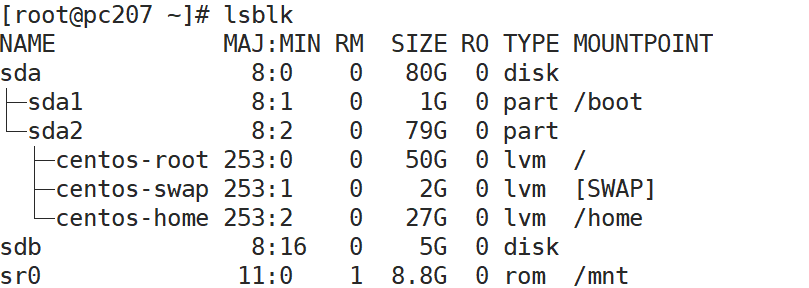 [root@pc207 ~]# lsblk
NAME            MAJ:MIN RM  SIZE RO TYPE MOUNTPOINT
sda               8:0    0   80G  0 disk
├─sda1            8:1    0    1G  0 part /boot
└─sda2            8:2    0   79G  0 part
  ├─centos-root 253:0    0   50G  0 lvm  /
  ├─centos-swap 253:1    0    2G  0 lvm  [SWAP]
  └─centos-home 253:2    0   27G  0 lvm  /home
sdb               8:16   0    5G  0 disk
sr0              11:0    1  8.8G  0 rom  /mnt